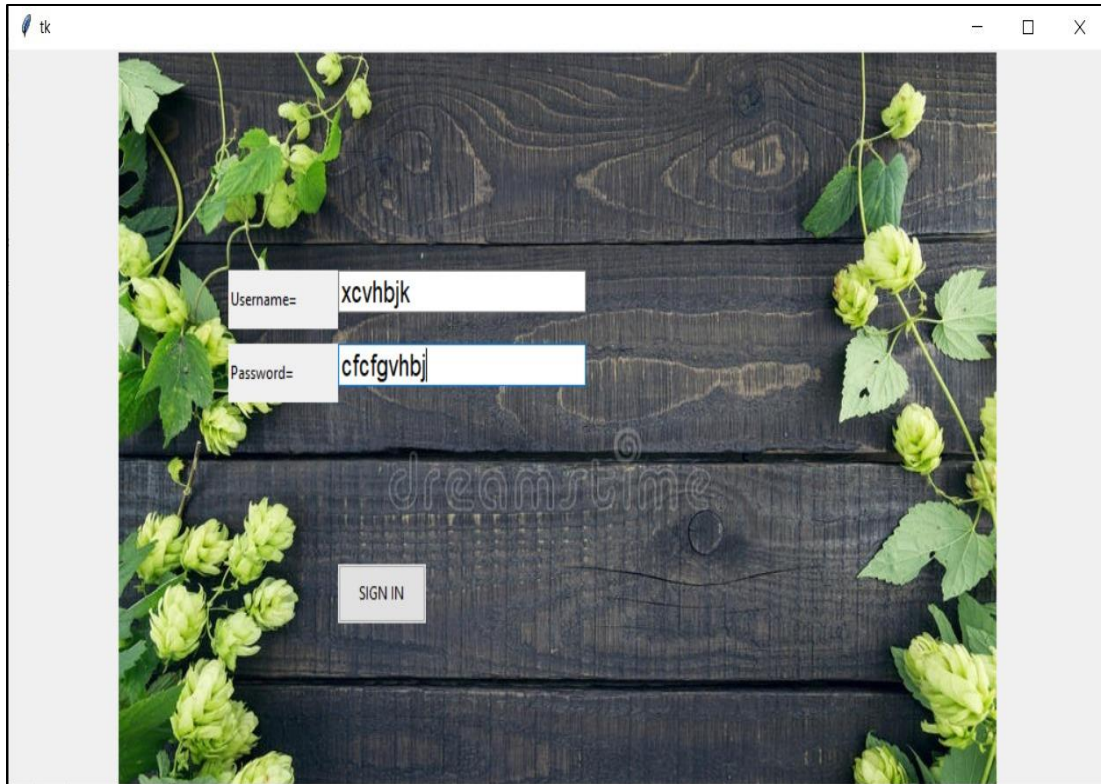 tk
Username=
xcvhbjk
Password=
cfcfgvhbj
dreamstime
SIGN IN